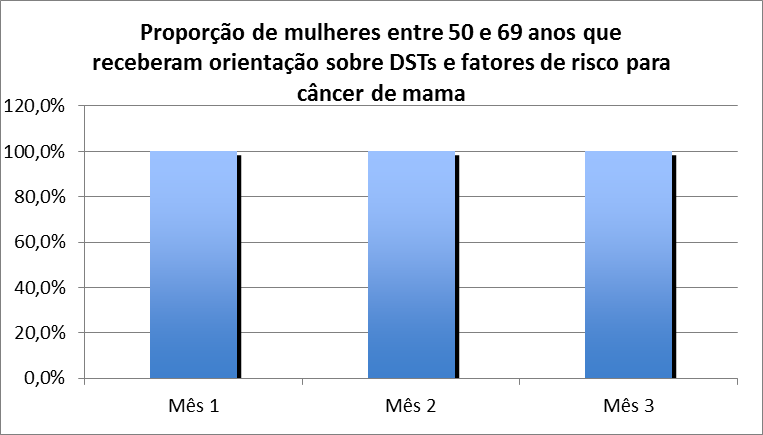 Proporção de mulheres entre 50 e 69 anos que
receberam orientação sobre DSTs e fatores de risco para
câncer de mama
120,0%
100,0%
80,0%
60,0%
40,0%
20,0%
0,0%
Mês 1
Mês 2
Mês 3